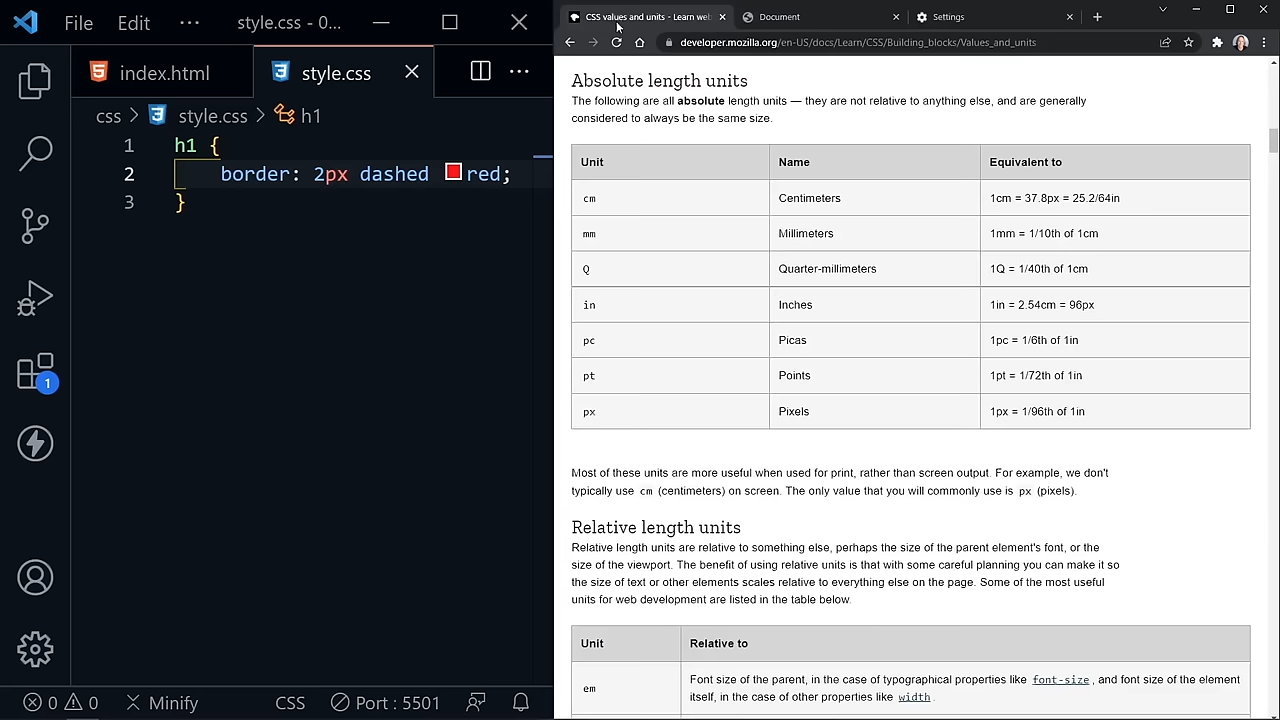 File Edit ··· style.css - 0...
index.html
style.css
css > style.css > h1
1 h1 {
2 border: 2px dashed red;
3 }
1
0 0 Minify CSS Port : 5501
CSS values and units - Learn web
Document
Settings
developer.mozilla.org/en-US/docs/Learn/CSS/Building_blocks/Values_and_units
Absolute length units
The following are all absolute length units — they are not relative to anything else, and are generally
considered to always be the same size.
Unit Name Equivalent to
cm Centimeters 1cm = 37.8px = 25.2/64in
mm Millimeters 1mm = 1/10th of 1cm
Q Quarter-millimeters 1Q = 1/40th of 1cm
in Inches 1in = 2.54cm = 96px
pc Picas 1pc = 1/6th of 1in
pt Points 1pt = 1/72th of 1in
px Pixels 1px = 1/96th of 1in
Most of these units are more useful when used for print, rather than screen output. For example, we don't
typically use cm (centimeters) on screen. The only value that you will commonly use is px (pixels).
Relative length units
Relative length units are relative to something else, perhaps the size of the parent element's font, or the
size of the viewport. The benefit of using relative units is that with some careful planning you can make it so
the size of text or other elements scales relative to everything else on the page. Some of the most useful
units for web development are listed in the table below.
Unit Relative to
em Font size of the parent, in the case of typographical properties like font-size, and font size of the element
itself, in the case of other properties like width.